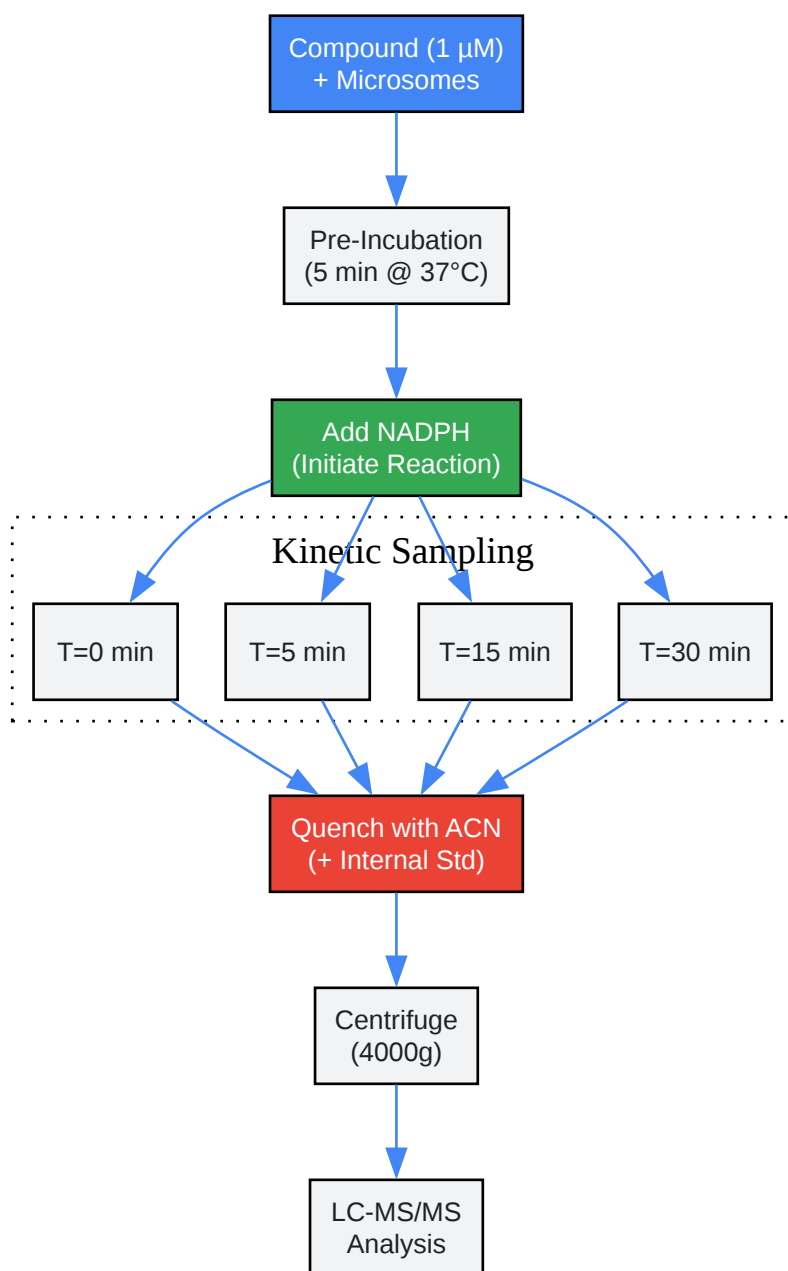 Compound (1 µM)
+ Microsomes
Pre-Incubation
(5 min @ 37°C)
Add NADPH
(Initiate Reaction)
Kinetic Sampling
T=0 min
T=5 min
T=15 min
T=30 min
Quench with ACN
(+ Internal Std)
Centrifuge
(4000g)
LC-MS/MS
Analysis